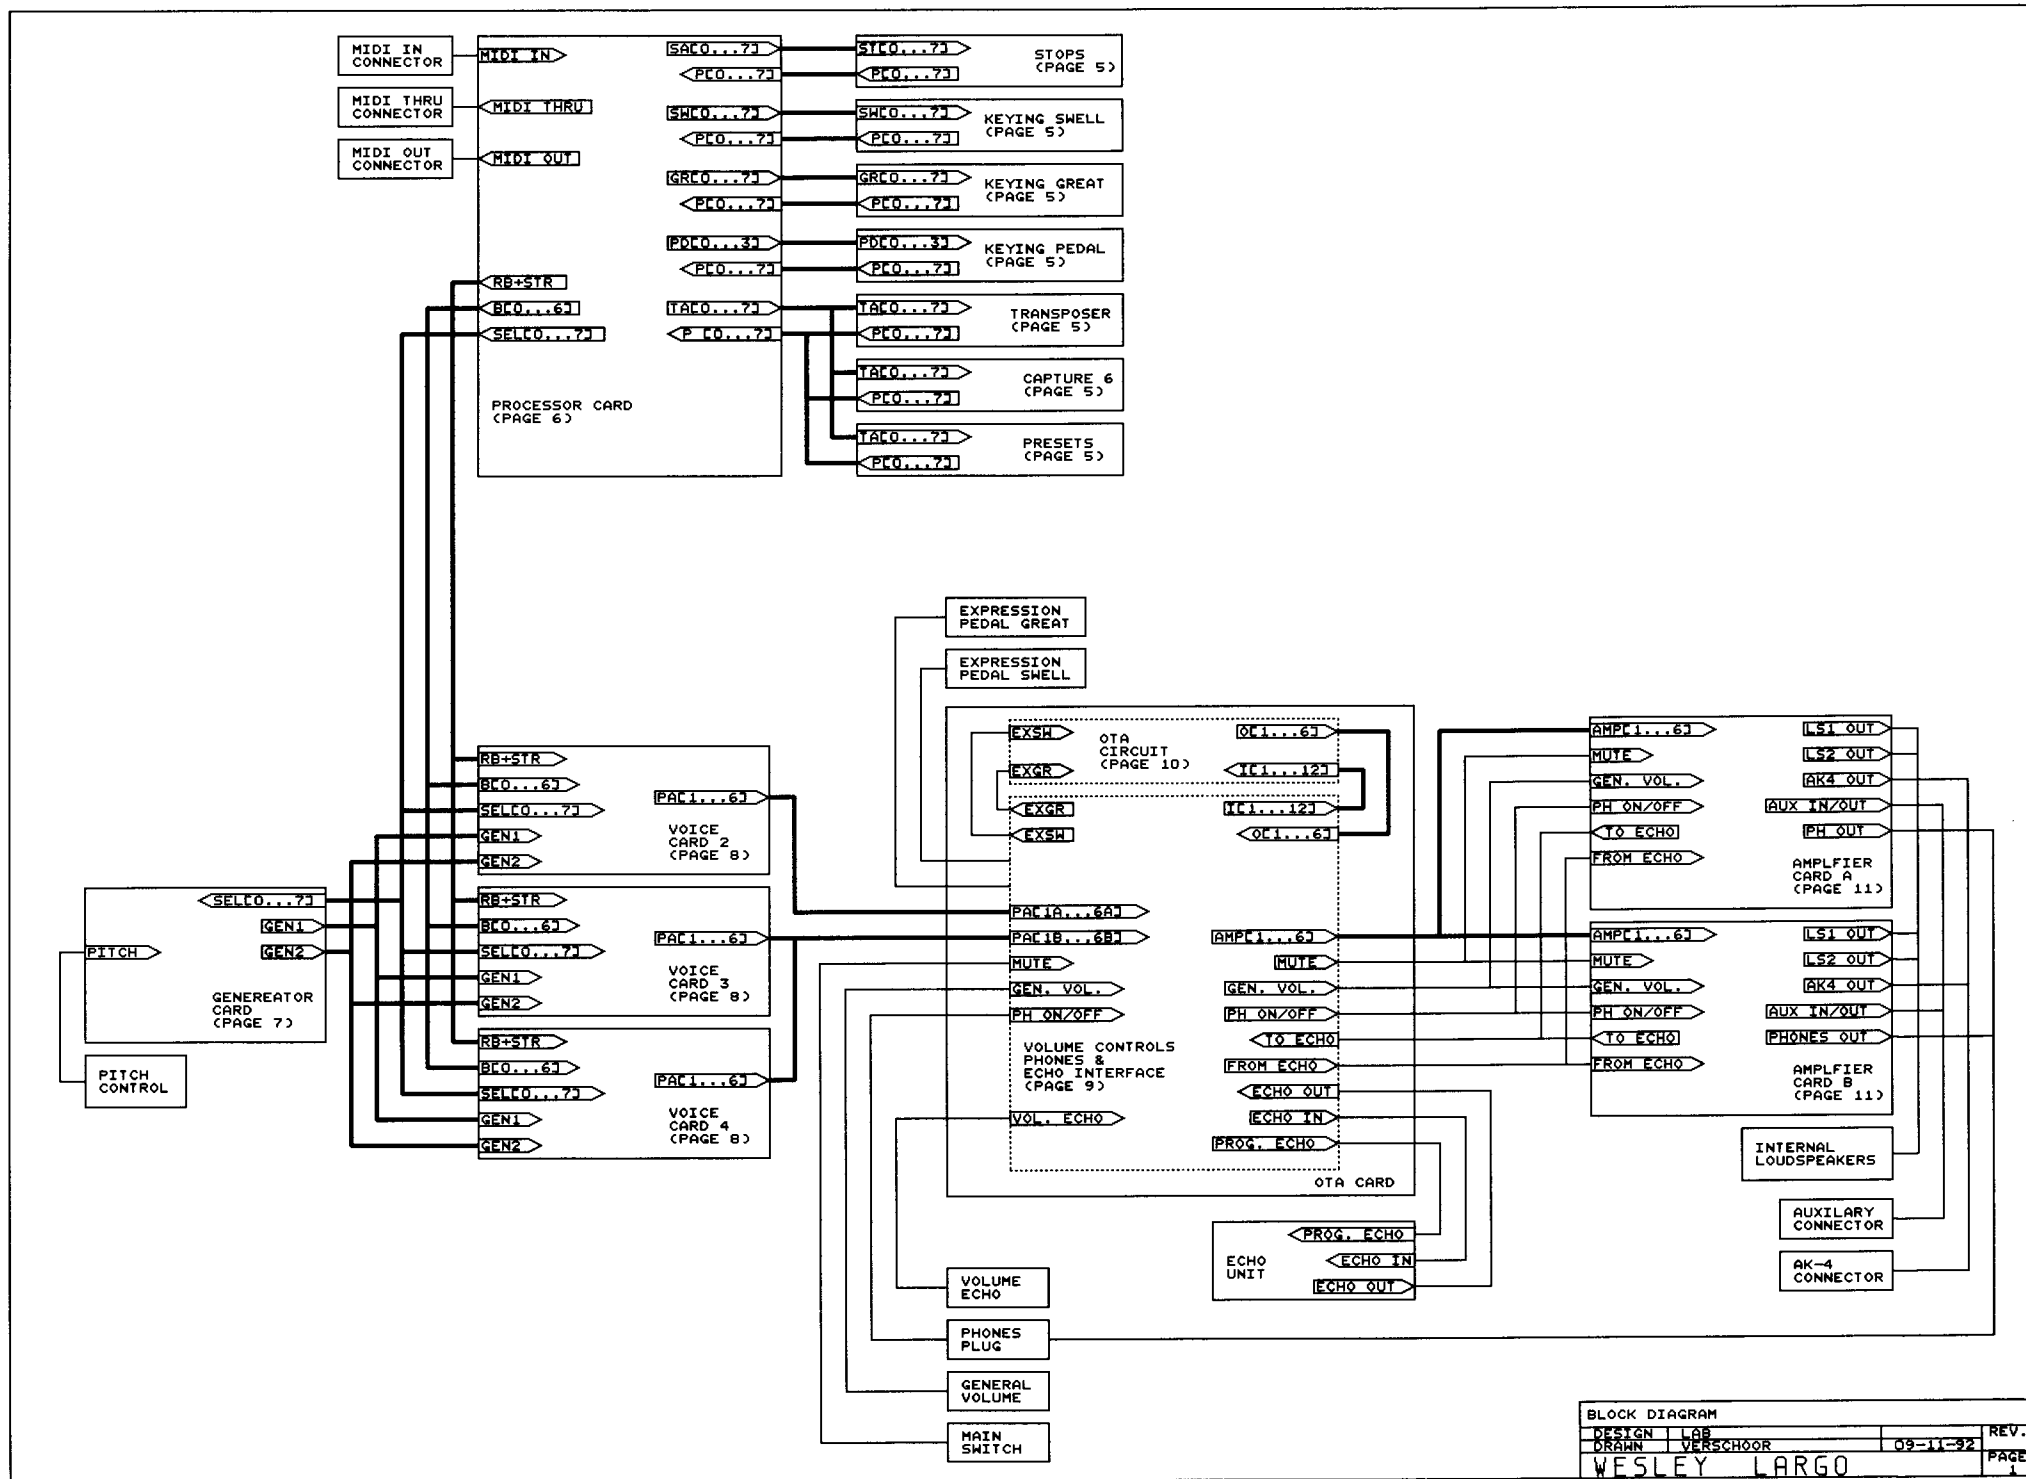 MIDI IN
CONNECTOR
MIDI THRU
CONNECTOR
MIDI OUT
CONNECTOR
MIDI IN
MIDI THRU
MIDI OUT
RB+STR
B[0...6]
SEL[0...7]
PROCESSOR CARD
(PAGE 6)
SA[0...7]
P[0...7]
SW[0...7]
P[0...7]
GR[0...7]
P[0...7]
PD[0...3]
P[0...7]
TA[0...7]
P [0...7]
ST[0...7]
P[0...7]
STOPS
(PAGE 5)
SW[0...7]
P[0...7]
KEYING SWELL
(PAGE 5)
GR[0...7]
P[0...7]
KEYING GREAT
(PAGE 5)
PD[0...3]
P[0...7]
KEYING PEDAL
(PAGE 5)
TA[0...7]
P[0...7]
TRANSPOSER
(PAGE 5)
TA[0...7]
P[0...7]
CAPTURE 6
(PAGE 5)
TA[0...7]
P[0...7]
PRESETS
(PAGE 5)
SEL[0...7]
GEN1
GEN2
PITCH
GENEREATOR
CARD
(PAGE 7)
PITCH
CONTROL
RB+STR
B[0...6]
SEL[0...7]
GEN1
GEN2
PA[1...6]
VOICE
CARD 2
(PAGE 8)
RB+STR
B[0...6]
SEL[0...7]
GEN1
GEN2
PA[1...6]
VOICE
CARD 3
(PAGE 8)
RB+STR
B[0...6]
SEL[0...7]
GEN1
GEN2
PA[1...6]
VOICE
CARD 4
(PAGE 8)
EXPRESSION
PEDAL GREAT
EXPRESSION
PEDAL SWELL
EXSW
EXGR
OTA
CIRCUIT
(PAGE 10)
O[1...6]
I[1...12]
EXGR
EXSW
I[1...12]
O[1...6]
PA[1A...6A]
PA[1B...6B]
MUTE
GEN. VOL.
PH ON/OFF
VOLUME CONTROLS
PHONES &
ECHO INTERFACE
(PAGE 9)
VOL. ECHO
AMP[1...6]
MUTE
GEN. VOL.
PH ON/OFF
TO ECHO
FROM ECHO
ECHO OUT
ECHO IN
PROG. ECHO
OTA CARD
PROG. ECHO
ECHO IN
ECHO OUT
ECHO
UNIT
VOLUME
ECHO
PHONES
PLUG
GENERAL
VOLUME
MAIN
SWITCH
AMP[1...6]
MUTE
GEN. VOL.
PH ON/OFF
TO ECHO
FROM ECHO
LS1 OUT
LS2 OUT
AK4 OUT
AUX IN/OUT
PH OUT
AMPLFIER
CARD A
(PAGE 11)
AMP[1...6]
MUTE
GEN. VOL.
PH ON/OFF
TO ECHO
FROM ECHO
LS1 OUT
LS2 OUT
AK4 OUT
AUX IN/OUT
PHONES OUT
AMPLFIER
CARD B
(PAGE 11)
INTERNAL
LOUDSPEAKERS
AUXILARY
CONNECTOR
AK-4
CONNECTOR
BLOCK DIAGRAM
DESIGN LAB
DRAWN VERSCHOOR 09-11-92
REV.
WESLEY LARGO
PAGE
1